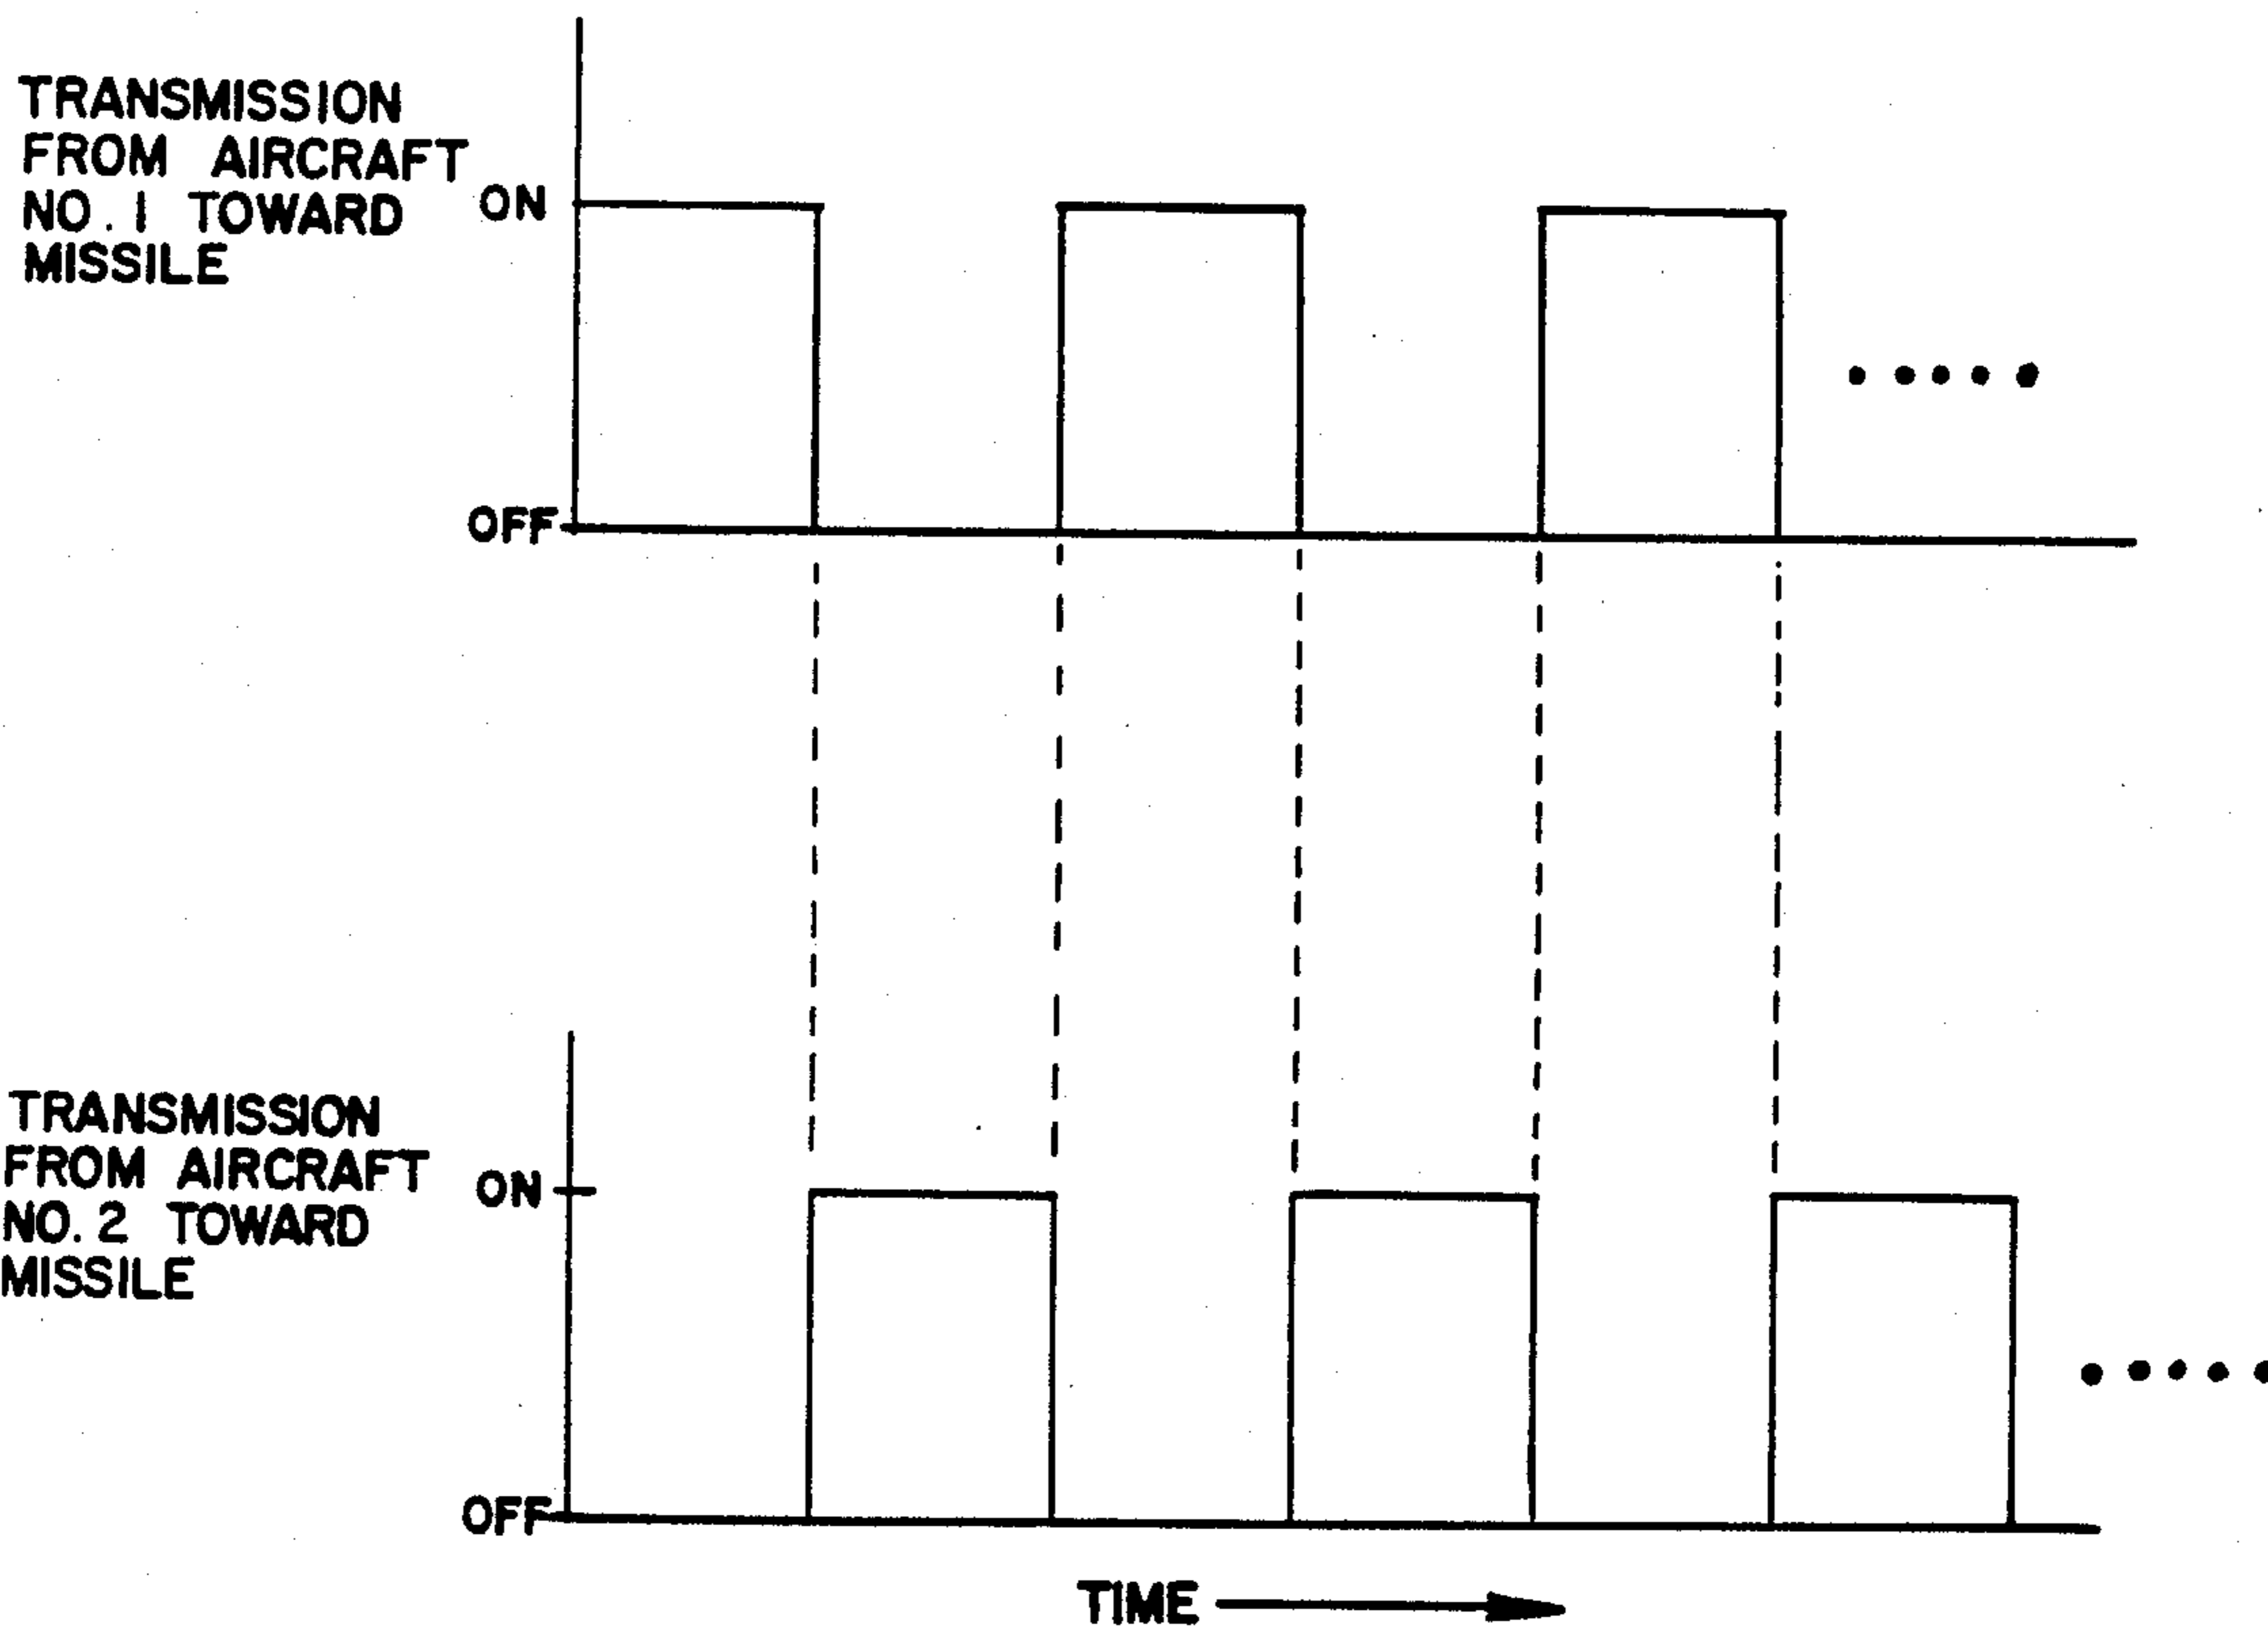 TRANSMISSION
FROM AIRCRAFT
NO. 1 TOWARD
MISSILE
ON
OFF
TRANSMISSION
FROM AIRCRAFT
NO. 2 TOWARD
MISSILE
ON
OFF
TIME